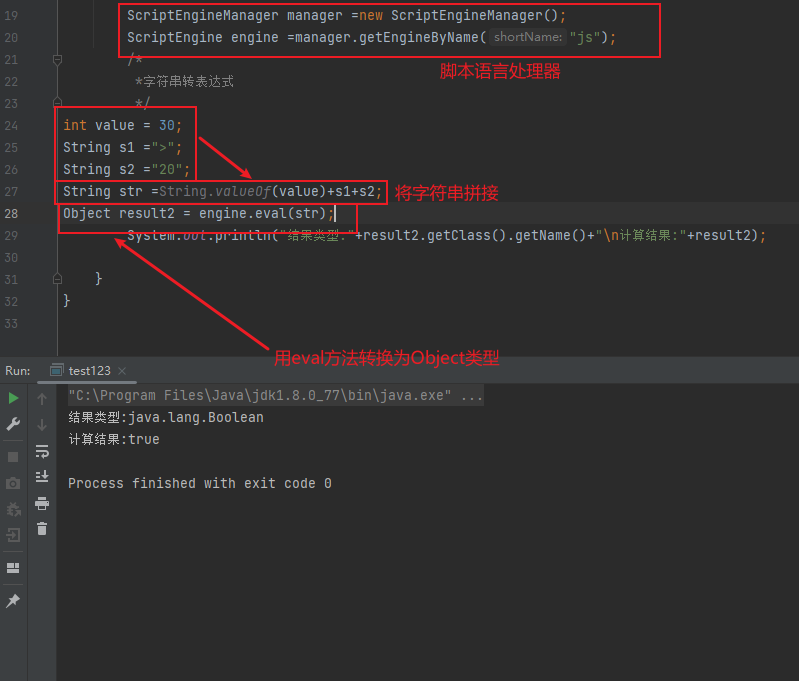 19 ScriptEngineManager manager =new ScriptEngineManager();
20 ScriptEngine engine =manager.getEngineByName( shortName: "js");
脚本语言处理器
21 /*
22 *字符串转表达式
23 */
24 int value = 30;
25 String s1 =">";
26 String s2 ="20";
27 String str =String.valueOf(value)+s1+s2;
将字符串拼接
28 Object result2 = engine.eval(str);
29 System.out.println("结果类型:"+result2.getClass().getName()+"\n计算结果:"+result2);
30
31 }
32 }
33
用eval方法转换为Object类型
Run: test123 ×
"C:\Program Files\Java\jdk1.8.0_77\bin\java.exe" ...
结果类型:java.lang.Boolean
计算结果:true
Process finished with exit code 0